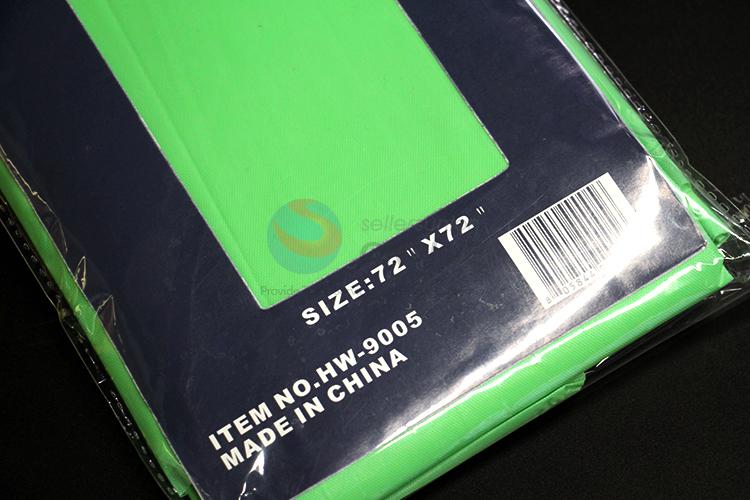 SIZE:72" X72"
ITEM NO.HW-9005
MADE IN CHINA